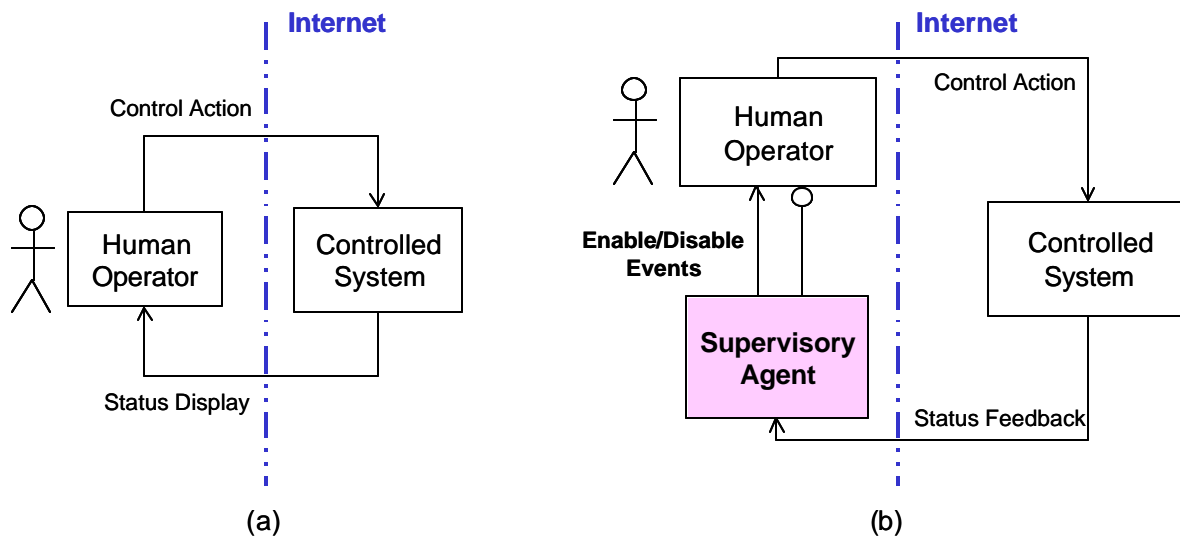 Internet
Control Action
Human
Operator
Controlled
System
Status Display
(a)
Internet
Control Action
Human
Operator
Enable/Disable
Events
Controlled
System
Supervisory
Agent
Status Feedback
(b)